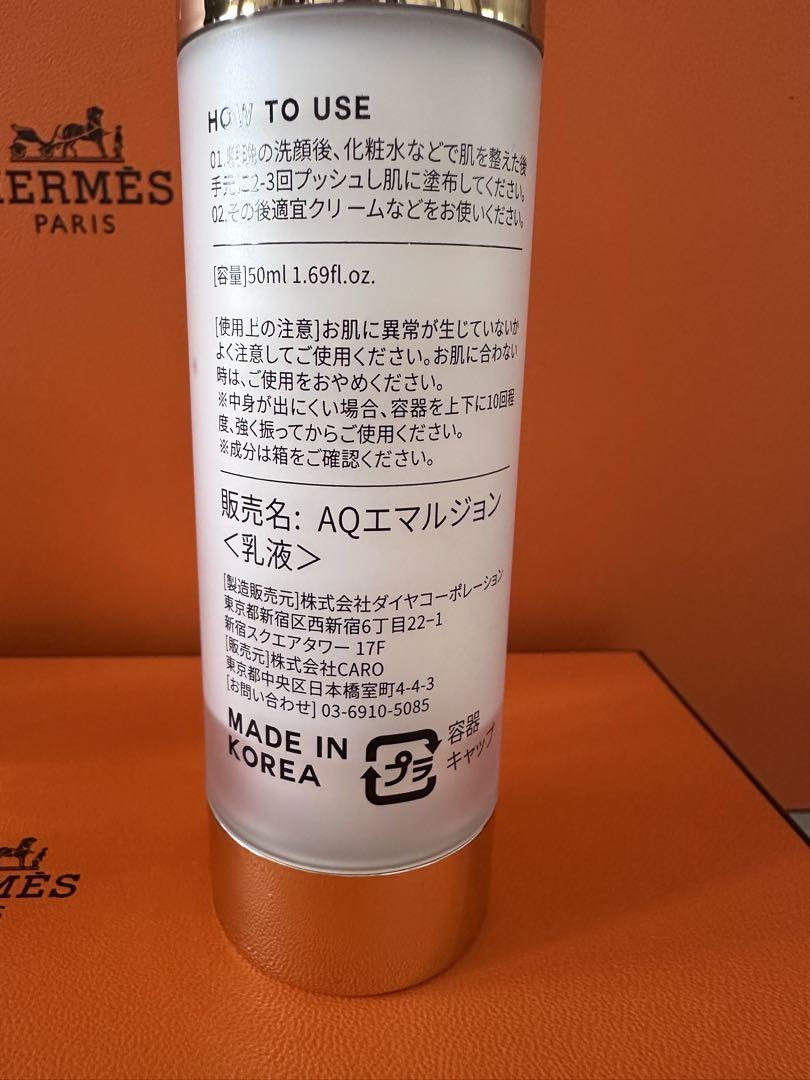 HERMÈS
PARIS
HOW TO USE
01.朝晩の洗顔後、化粧水などで肌を整えた後
手元に2-3回プッシュし肌に塗布してください。
02.その後適宜クリームなどをお使いください。
[容量]50ml 1.69fl.oz.
[使用上の注意]お肌に異常が生じていないか
よく注意してご使用ください。お肌に合わない
時は、ご使用をおやめください。
※中身が出にくい場合、容器を上下に10回程
度、強く振ってからご使用ください。
※成分は箱をご確認ください。
販売名: AQエマルジョン
＜乳液＞
[製造販売元]株式会社ダイヤコーポレーション
東京都新宿区西新宿6丁目22-1
新宿スクエアタワー 17F
[販売元]株式会社CARO
東京都中央区日本橋室町4-4-3
[お問い合わせ] 03-6910-5085
MADE IN
KOREA
プラ
容器
キャップ
MÈS